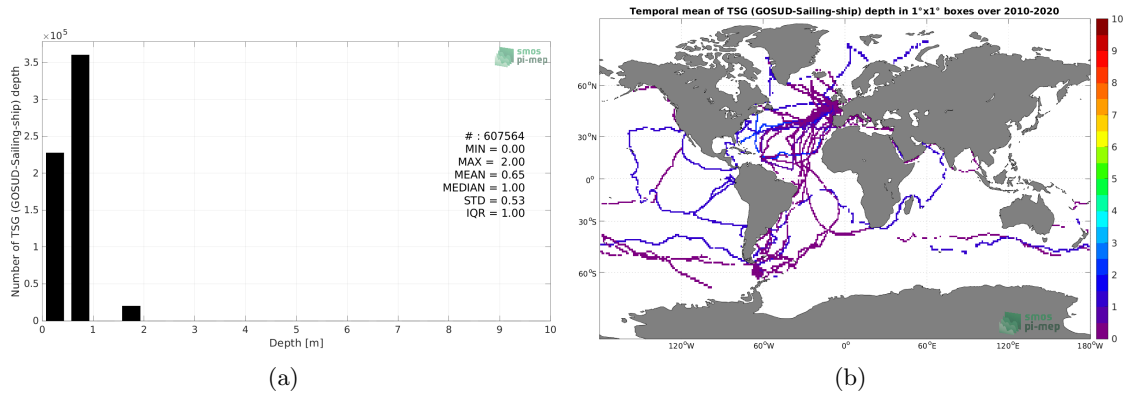 ×10⁵
3.5
3
2.5
2
1.5
1
0.5
0
0 1 2 3 4 5 6 7 8 9 10
Number of TSG (GOSUD-Sailing-ship) depth
Depth [m]
smos
pi-mep
# : 607564
MIN = 0.00
MAX = 2.00
MEAN = 0.65
MEDIAN = 1.00
STD = 0.53
IQR = 1.00
(a)
Temporal mean of TSG (GOSUD-Sailing-ship) depth in 1°x1° boxes over 2010-2020
60°N
30°N
0°
30°S
60°S
120°W 60°W 0° 60°E 120°E 180°W
smos
pi-mep
10
9
8
7
6
5
4
3
2
1
0
(b)